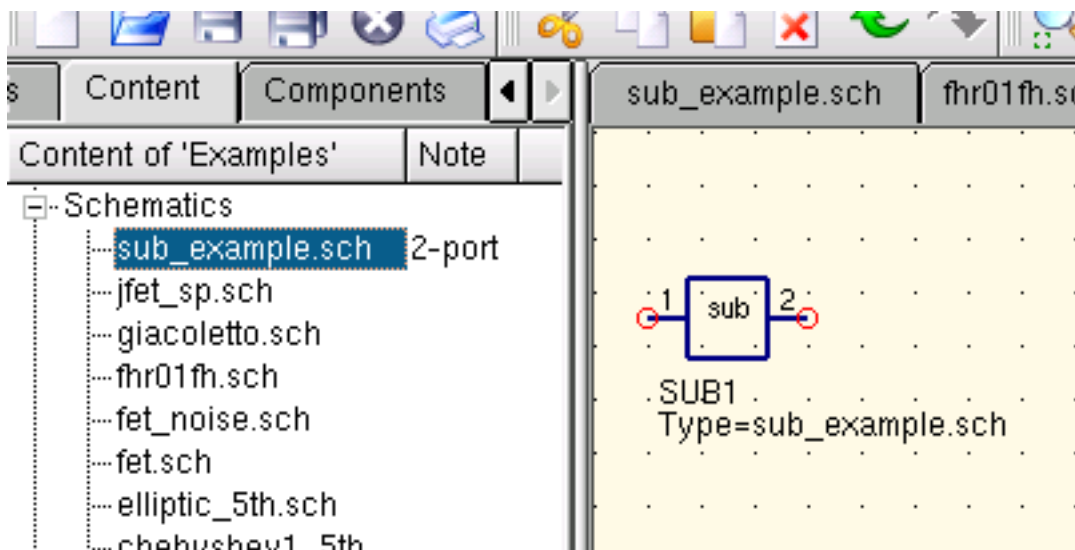 s Content Components
sub_example.sch fhr01fh.s
Content of 'Examples' Note
Schematics
sub_example.sch 2-port
jfet_sp.sch
giacoletto.sch
fhr01fh.sch
fet_noise.sch
fet.sch
elliptic_5th.sch
chebyshev1_5th
1 sub 2
SUB1
Type=sub_example.sch